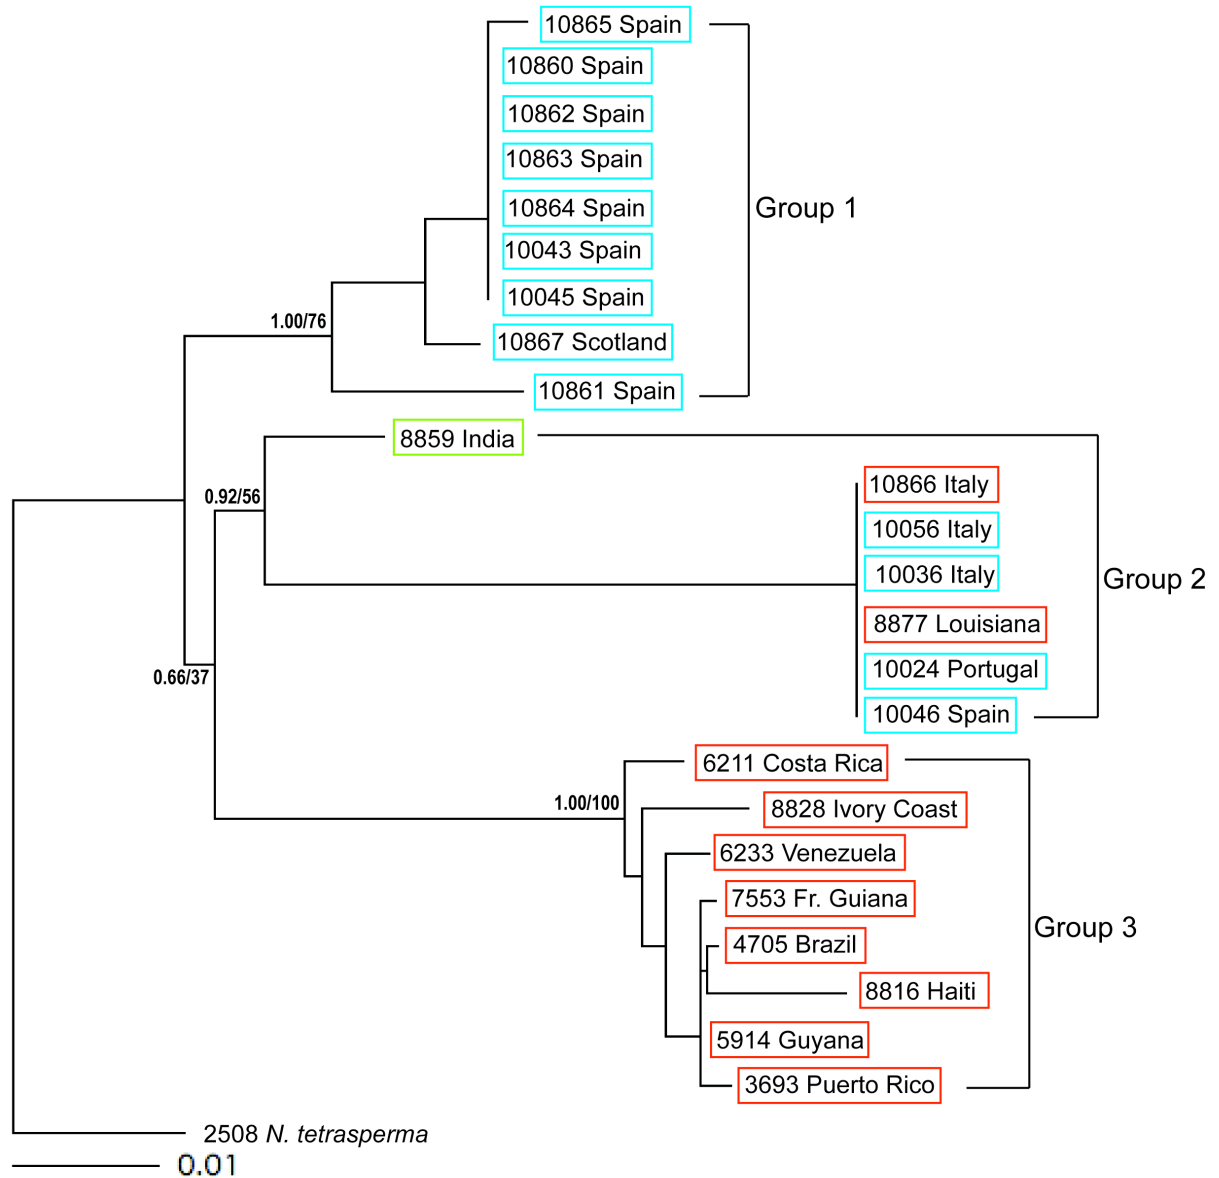 10865 Spain
10860 Spain
10862 Spain
10863 Spain
10864 Spain
Group 1
10043 Spain
10045 Spain
1.00/76
10867 Scotland
10861 Spain
8859 India
0.92/56
10866 Italy
10056 Italy
10036 Italy
Group 2
8877 Louisiana
10024 Portugal
0.66/37
10046 Spain
6211 Costa Rica
1.00/100
8828 Ivory Coast
6233 Venezuela
7553 Fr. Guiana
Group 3
4705 Brazil
8816 Haiti
5914 Guyana
3693 Puerto Rico
2508 N. tetrasperma
0.01